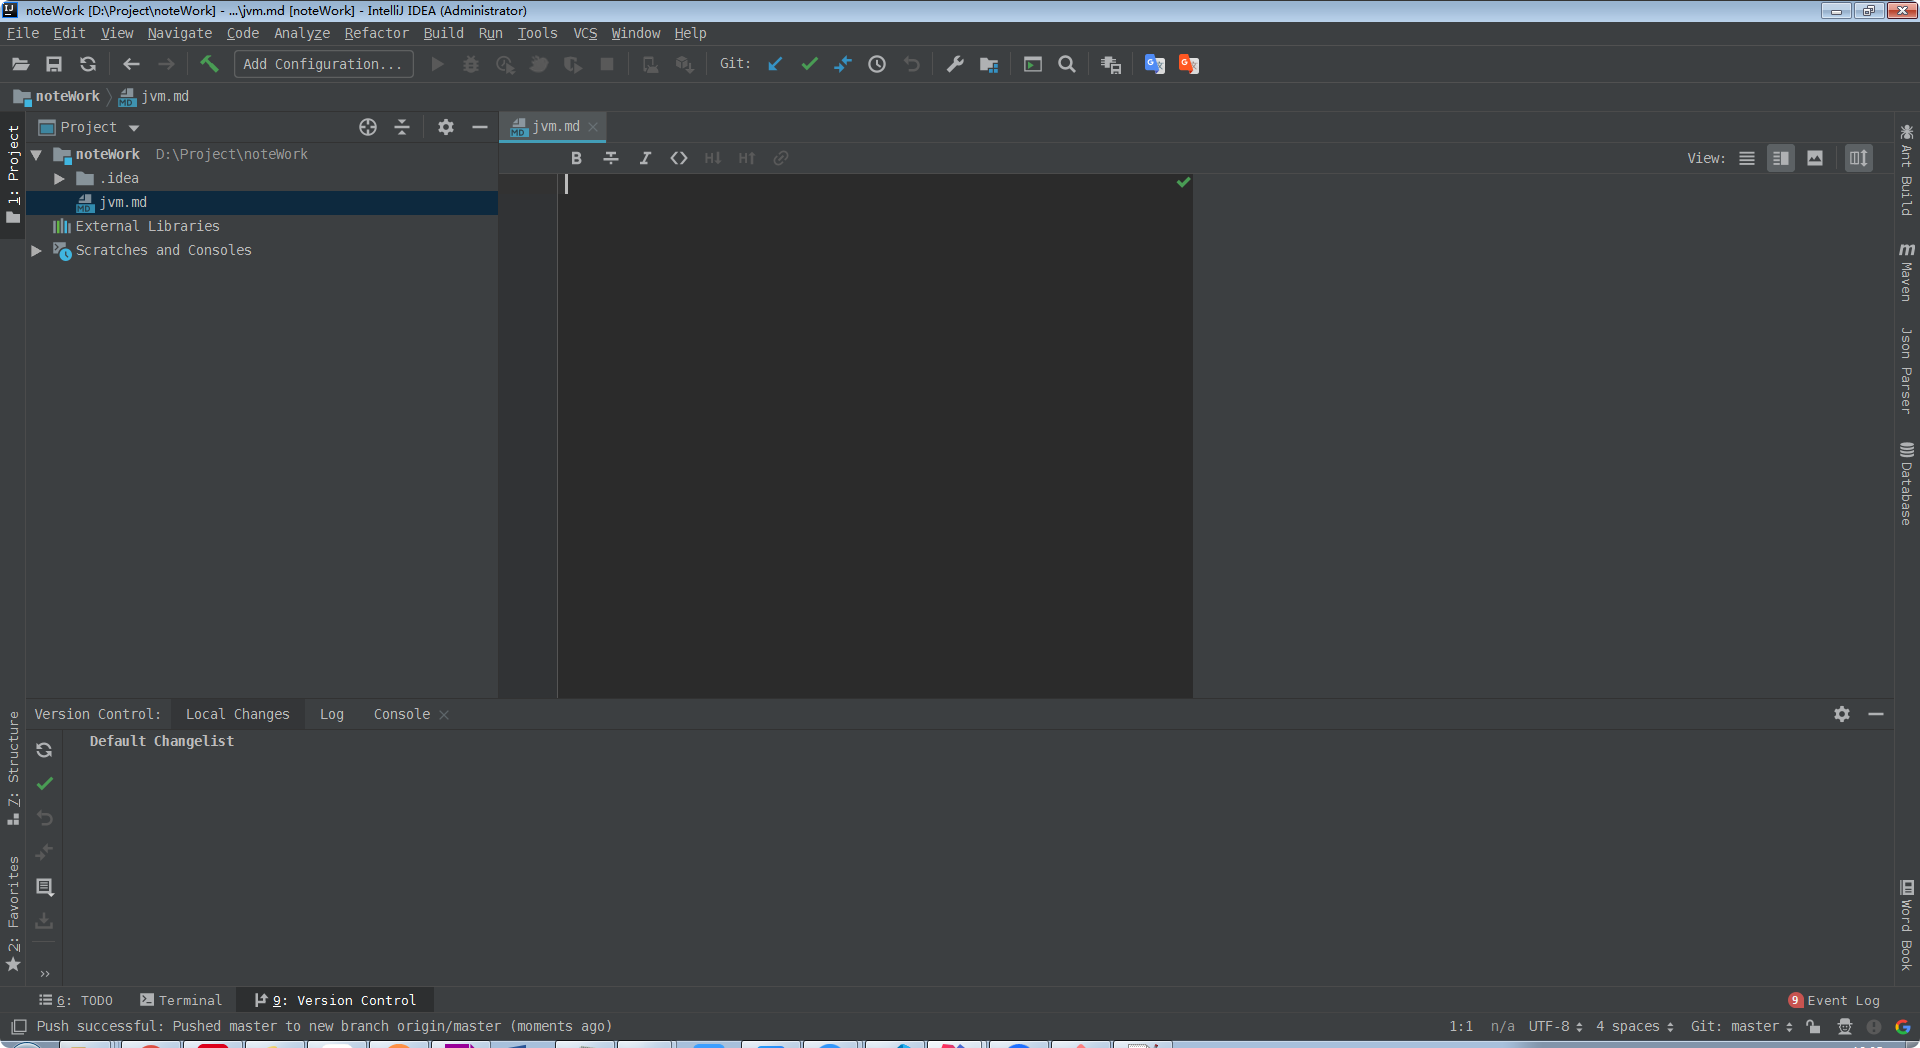 noteWork [D:\Project\noteWork] - ...\jvm.md [noteWork] - IntelliJ IDEA (Administrator)
File Edit View Navigate Code Analyze Refactor Build Run Tools VCS Window Help
Add Configuration... Git:
noteWork jvm.md
1: Project
Project
noteWork D:\Project\noteWork
.idea
jvm.md
External Libraries
Scratches and Consoles
jvm.md
B I <> H↓ H↑ View:
Ant Build
Maven
Json Parser
Database
Word Book
7: Structure
2: Favorites
Version Control: Local Changes Log Console
Default Changelist
6: TODO Terminal 9: Version Control 9 Event Log
Push successful: Pushed master to new branch origin/master (moments ago) 1:1 n/a UTF-8 4 spaces Git: master